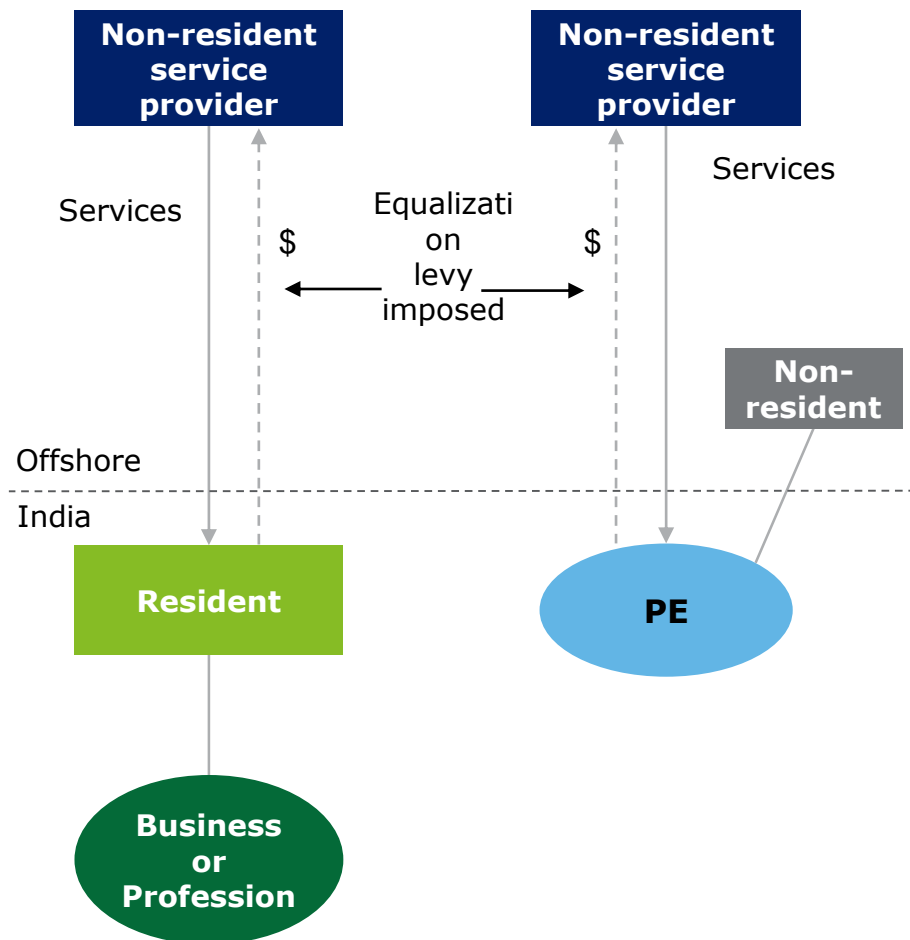 Non-resident
service
provider
Non-resident
service
provider
Services
Services
Equalizati
on
levy
imposed
$
$
Non-
resident
Offshore
India
Resident
PE
Business
or
Profession